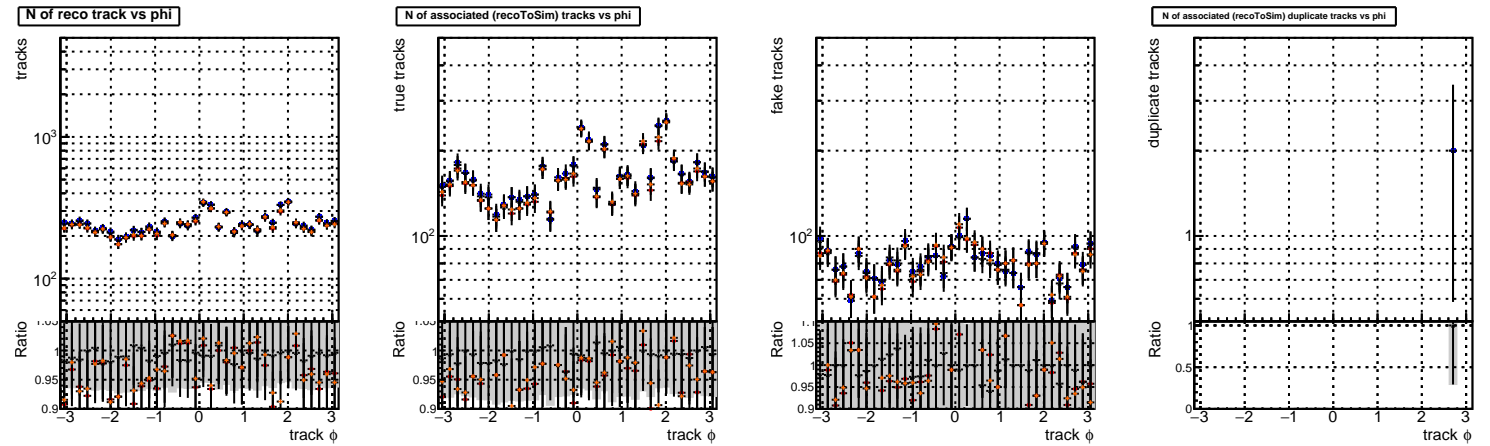 N of reco track vs phi
tracks
10³
10²
Ratio
1.05
1
0.95
0.9
−3 −2 −1 0 1 2 3
track ϕ
N of associated (recoToSim) tracks vs phi
true tracks
10²
Ratio
1.05
1
0.95
0.9
−3 −2 −1 0 1 2 3
track ϕ
fake tracks
10²
Ratio
1.1
1.05
1
0.95
0.9
−3 −2 −1 0 1 2 3
track ϕ
N of associated (recoToSim) duplicate tracks vs phi
duplicate tracks
1
Ratio
1
0.5
0
−3 −2 −1 0 1 2 3
track ϕ